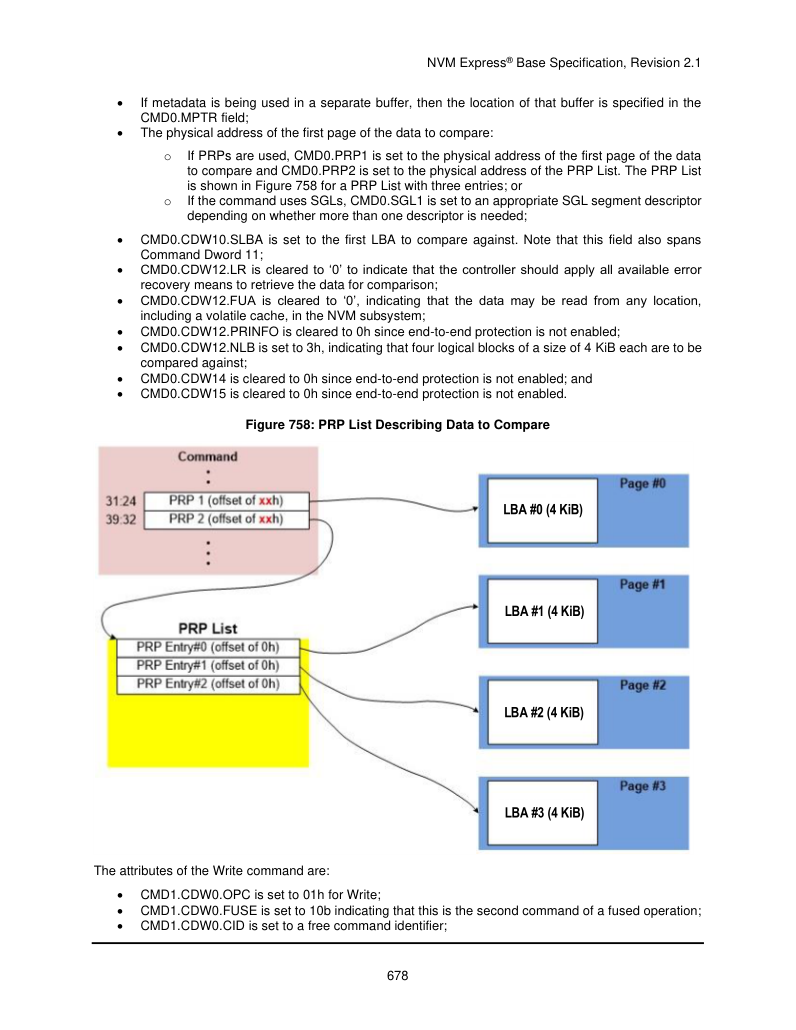 NVM Express® Base Specification, Revision 2.1
• If metadata is being used in a separate buffer, then the location of that buffer is specified in the
CMD0.MPTR field;
• The physical address of the first page of the data to compare:
o If PRPs are used, CMD0.PRP1 is set to the physical address of the first page of the data
to compare and CMD0.PRP2 is set to the physical address of the PRP List. The PRP List
is shown in Figure 758 for a PRP List with three entries; or
o If the command uses SGLs, CMD0.SGL1 is set to an appropriate SGL segment descriptor
depending on whether more than one descriptor is needed;
• CMD0.CDW10.SLBA is set to the first LBA to compare against. Note that this field also spans
Command Dword 11;
• CMD0.CDW12.LR is cleared to ‘0’ to indicate that the controller should apply all available error
recovery means to retrieve the data for comparison;
• CMD0.CDW12.FUA is cleared to ‘0’, indicating that the data may be read from any location,
including a volatile cache, in the NVM subsystem;
• CMD0.CDW12.PRINFO is cleared to 0h since end-to-end protection is not enabled;
• CMD0.CDW12.NLB is set to 3h, indicating that four logical blocks of a size of 4 KiB each are to be
compared against;
• CMD0.CDW14 is cleared to 0h since end-to-end protection is not enabled; and
• CMD0.CDW15 is cleared to 0h since end-to-end protection is not enabled.
Figure 758: PRP List Describing Data to Compare
Command
31:24 PRP 1 (offset of xxh)
39:32 PRP 2 (offset of xxh)
PRP List
PRP Entry#0 (offset of 0h)
PRP Entry#1 (offset of 0h)
PRP Entry#2 (offset of 0h)
Page #0
LBA #0 (4 KiB)
Page #1
LBA #1 (4 KiB)
Page #2
LBA #2 (4 KiB)
Page #3
LBA #3 (4 KiB)
The attributes of the Write command are:
• CMD1.CDW0.OPC is set to 01h for Write;
• CMD1.CDW0.FUSE is set to 10b indicating that this is the second command of a fused operation;
• CMD1.CDW0.CID is set to a free command identifier;
678